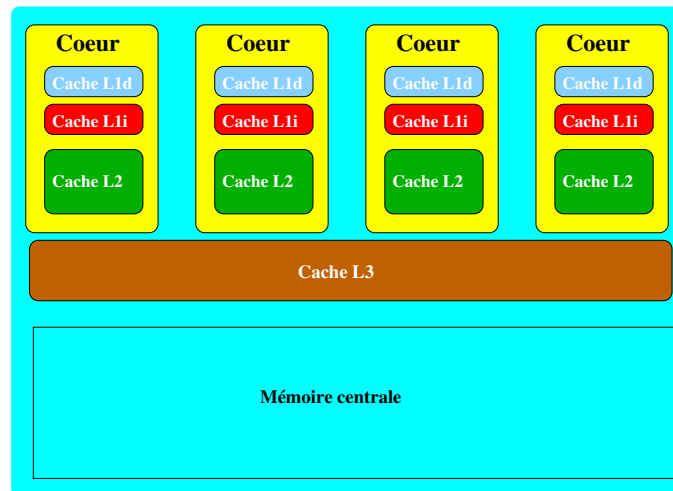 Coeur Coeur Coeur Coeur
Cache L1d Cache L1d Cache L1d Cache L1d
Cache L1i Cache L1i Cache L1i Cache L1i
Cache L2 Cache L2 Cache L2 Cache L2
Cache L3
Mémoire centrale